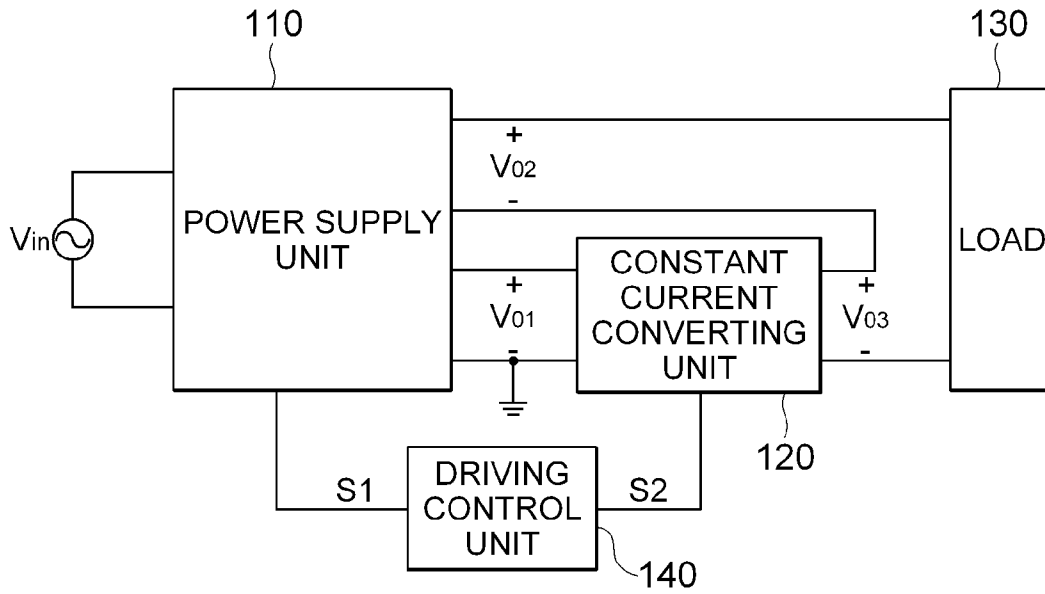 110
130
+
V02
-
Vin
POWER SUPPLY
UNIT
LOAD
CONSTANT
CURRENT
CONVERTING
UNIT
+
V01
-
+
V03
-
120
S1
DRIVING
CONTROL
UNIT
S2
140